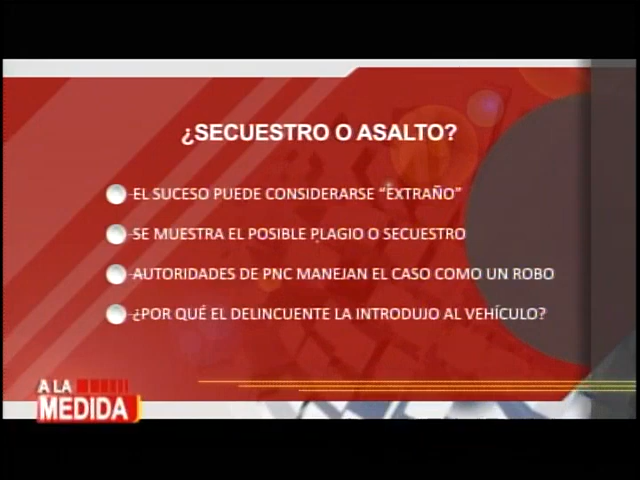 ¿SECUESTRO O ASALTO?
-EL SUCESO PUEDE CONSIDERARSE “EXTRAÑO”
-SE MUESTRA EL POSIBLE PLAGIO O SECUESTRO
-AUTORIDADES DE PNC MANEJAN EL CASO COMO UN ROBO
-¿POR QUÉ EL DELINCUENTE LA INTRODUJO AL VEHÍCULO?
A LA
MEDIDA